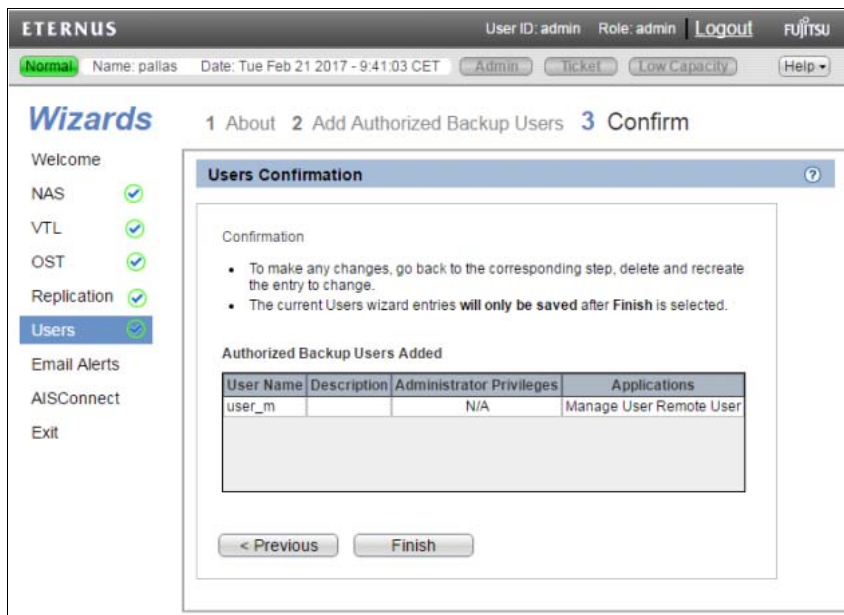 ETERNUS
User ID: admin Role: admin Logout FUJITSU
Normal Name: pallas Date: Tue Feb 21 2017 - 9:41:03 CET Admin Ticket Low Capacity Help
Wizards
1 About 2 Add Authorized Backup Users 3 Confirm
Welcome
NAS
VTL
OST
Replication
Users
Email Alerts
AISConnect
Exit
Users Confirmation ?
Confirmation
• To make any changes, go back to the corresponding step, delete and recreate
the entry to change.
• The current Users wizard entries will only be saved after Finish is selected.
Authorized Backup Users Added
User Name Description Administrator Privileges Applications
user_m N/A Manage User Remote User
< Previous Finish